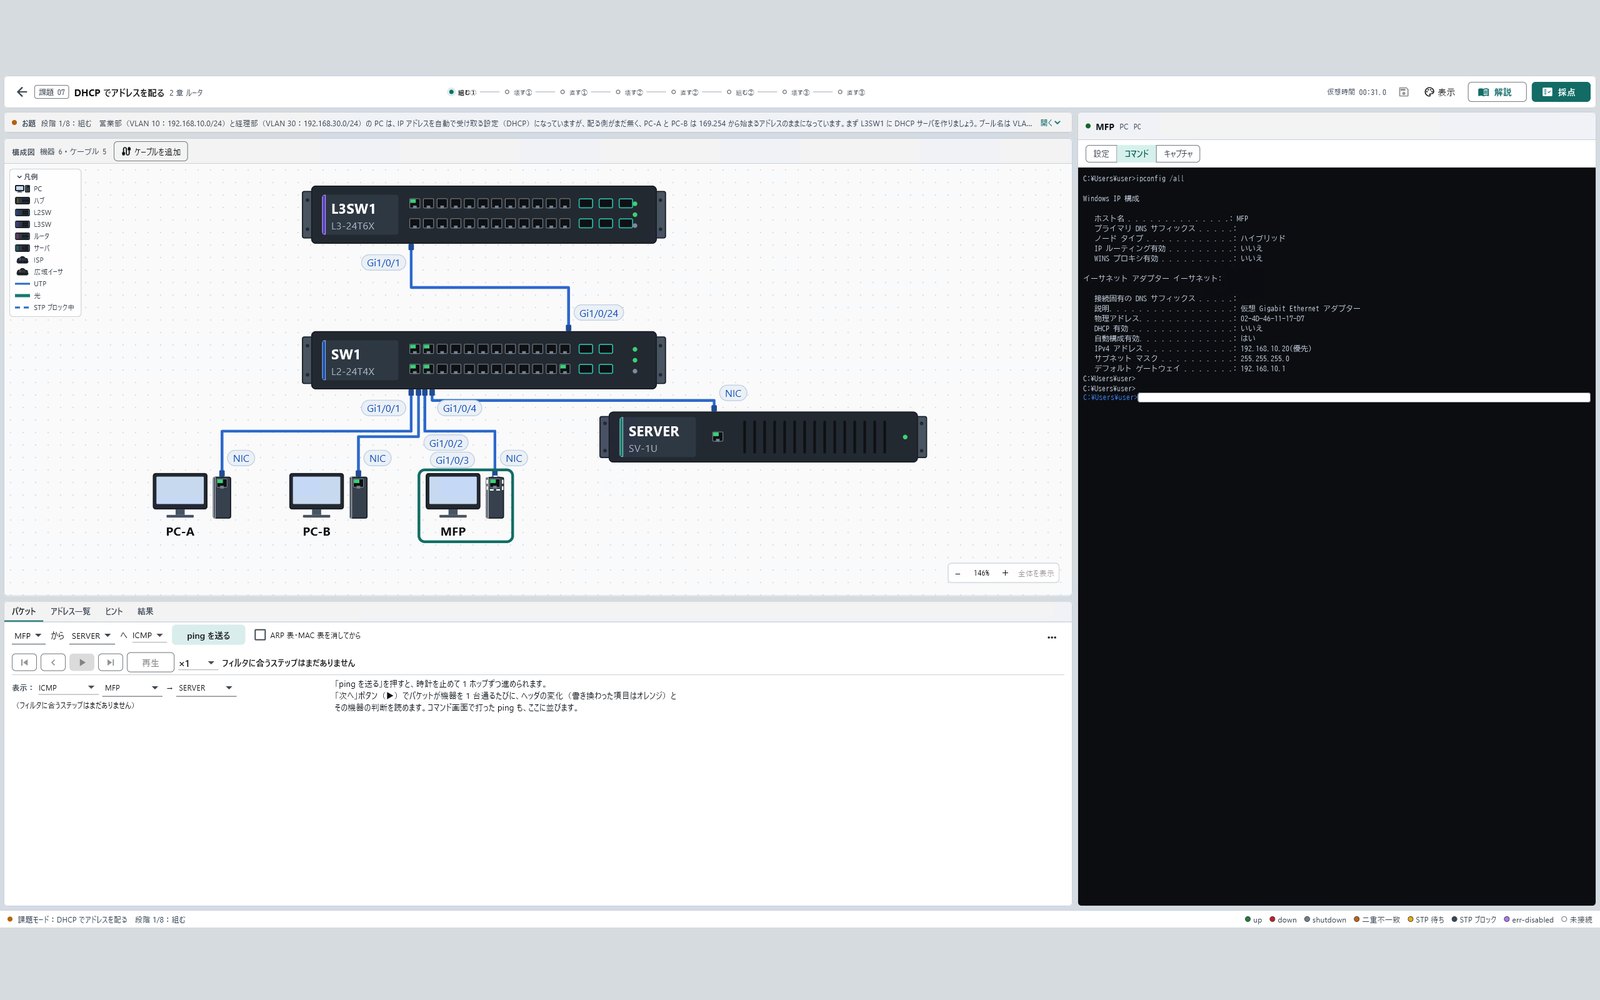 課題 07 DHCP でアドレスを配る 2 章 ルータ
組む① 壊す① 直す① 壊す② 直す② 組む② 壊す③ 直す③
仮想時間 00:31.0 表示 解説 採点
お題 段階 1/8：組む 営業部（VLAN 10：192.168.10.0/24）と経理部（VLAN 30：192.168.30.0/24）の PC は、IP アドレスを自動で受け取る設定（DHCP）になっていますが、配る側がまだ無く、PC-A と PC-B は 169.254 から始まるアドレスのままになっています。まず L3SW1 に DHCP サーバを作りましょう。プール名は VLA... 開く
構成図 機器 6・ケーブル 5 ケーブルを追加
凡例
PC
ハブ
L2SW
L3SW
ルータ
サーバ
ISP
広域イーサ
UTP
光
STP ブロック中
L3SW1
L3-24T6X
Gi1/0/1
Gi1/0/24
SW1
L2-24T4X
Gi1/0/1
Gi1/0/4
NIC
Gi1/0/2
Gi1/0/3
SERVER
SV-1U
NIC
NIC
NIC
PC-A
PC-B
MFP
− 146% + 全体を表示
パケット アドレス一覧 ヒント 結果
MFP から SERVER へ ICMP ping を送る ARP 表・MAC 表を消してから
再生 ×1 フィルタに合うステップはまだありません
表示： ICMP MFP → SERVER
（フィルタに合うステップはまだありません）
「ping を送る」を押すと、時計を止めて 1 ホップずつ進められます。
「次へ」ボタン（▶）でパケットが機器を 1 台通るたびに、ヘッダの変化（書き換わった項目はオレンジ）と
その機器の判断を読めます。コマンド画面で打った ping も、ここに並びます。
MFP PC PC
設定 コマンド キャプチャ
C:¥Users¥user>ipconfig /all
Windows IP 構成
ホスト名 . . . . . . . . . . . . . . : MFP
プライマリ DNS サフィックス . . . . . :
ノード タイプ . . . . . . . . . . . . : ハイブリッド
IP ルーティング有効 . . . . . . . . . : いいえ
WINS プロキシ有効 . . . . . . . . . . : いいえ
イーサネット アダプター イーサネット:
接続固有の DNS サフィックス . . . . . :
説明. . . . . . . . . . . . . . . . . : 仮想 Gigabit Ethernet アダプター
物理アドレス. . . . . . . . . . . . . : 02-4D-46-11-17-D7
DHCP 有効 . . . . . . . . . . . . . . : いいえ
自動構成有効. . . . . . . . . . . . . : はい
IPv4 アドレス . . . . . . . . . . . . : 192.168.10.20(優先)
サブネット マスク . . . . . . . . . . : 255.255.255.0
デフォルト ゲートウェイ . . . . . . . : 192.168.10.1
C:¥Users¥user>
C:¥Users¥user>
C:¥Users¥user>
課題モード：DHCP でアドレスを配る 段階 1/8：組む
up down shutdown 二重不一致 STP 待ち STP ブロック err-disabled 未接続